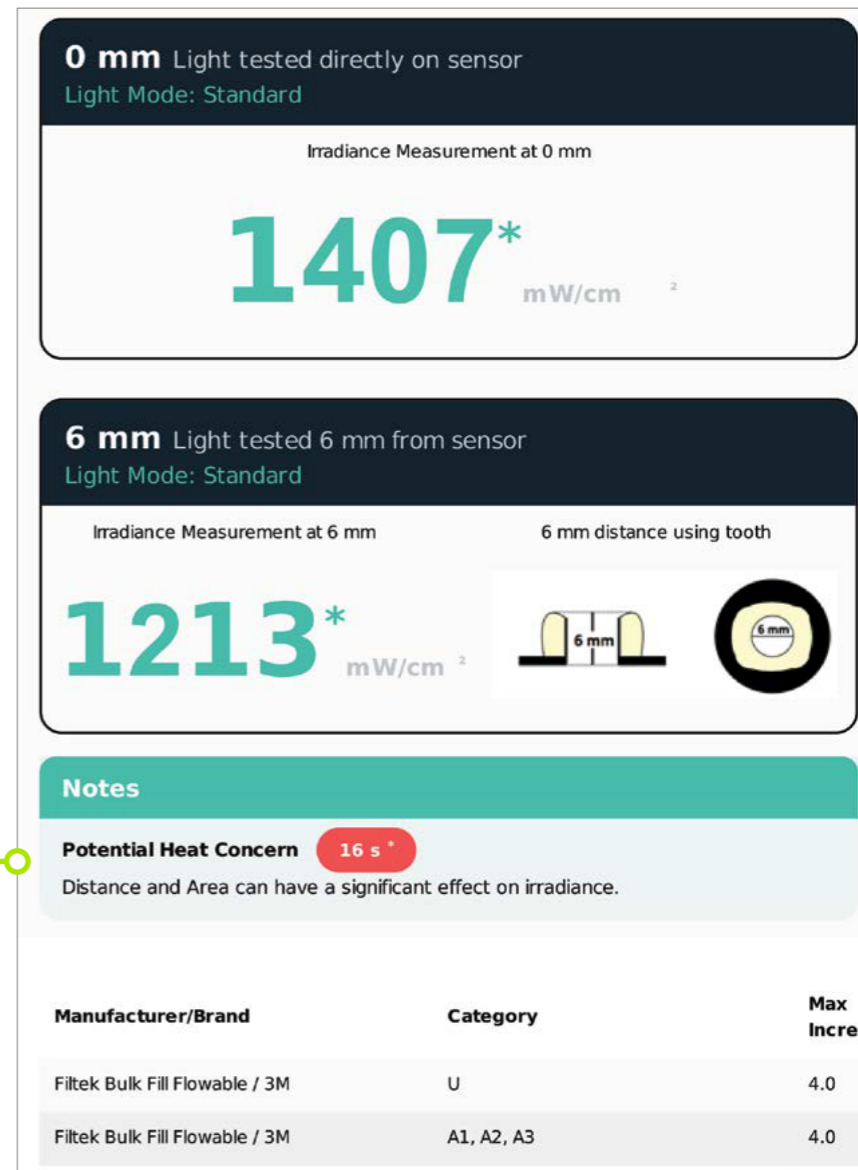 0 mm Light tested directly on sensor
Light Mode: Standard
Irradiance Measurement at 0 mm
1407* mW/cm ²
6 mm Light tested 6 mm from sensor
Light Mode: Standard
Irradiance Measurement at 6 mm
6 mm distance using tooth
1213* mW/cm ²
6 mm
6 mm
Notes
Potential Heat Concern 16 s *
Distance and Area can have a significant effect on irradiance.
Manufacturer/Brand Category Max
Incre
Filtek Bulk Fill Flowable / 3M U 4.0
Filtek Bulk Fill Flowable / 3M A1, A2, A3 4.0